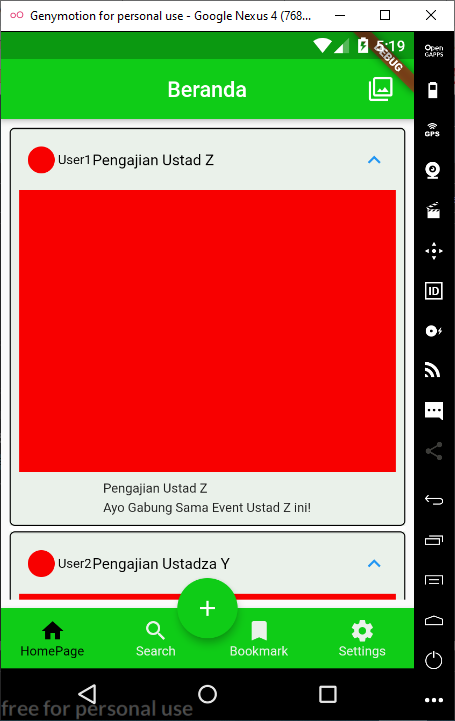 Genymotion for personal use - Google Nexus 4 (768...
5:19
DEBUG
Open
GAPPS
Beranda
GPS
User1 Pengajian Ustad Z
ID
Pengajian Ustad Z
Ayo Gabung Sama Event Ustad Z ini!
User2 Pengajian Ustadza Y
+
HomePage Search Bookmark Settings
free for personal use